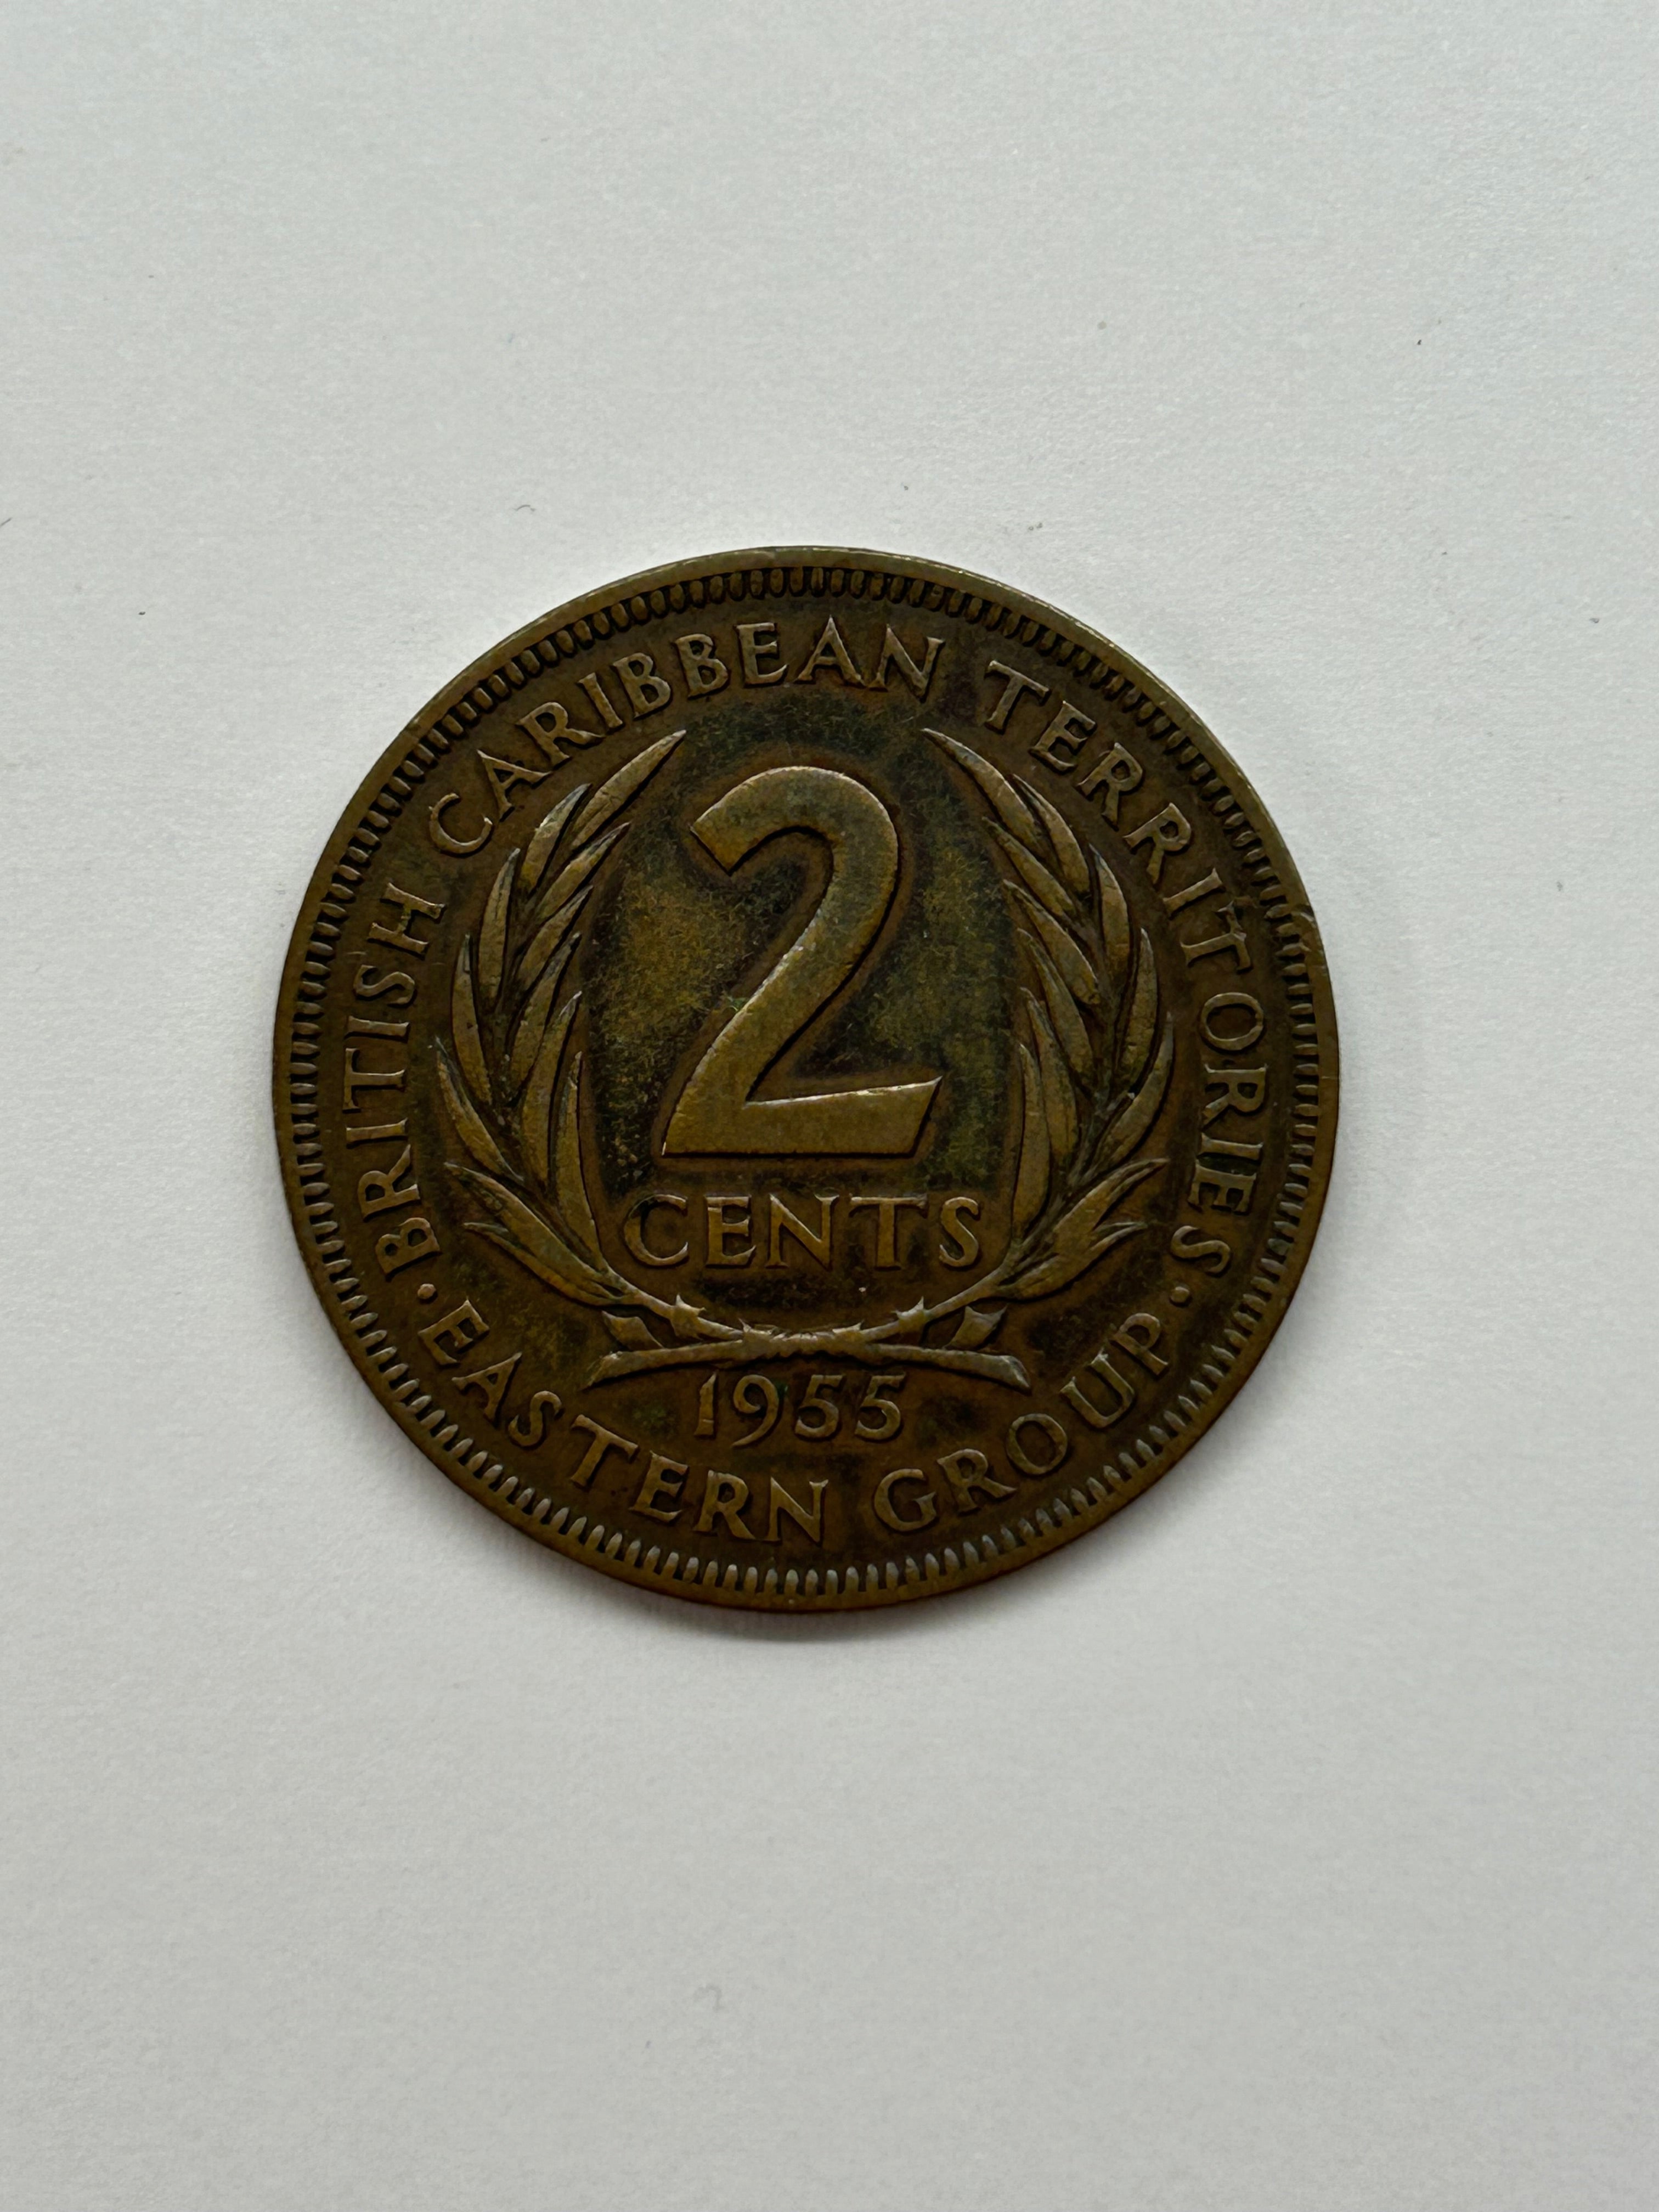 BRITISH CARIBBEAN TERRITORIES
2
CENTS
1955
· EASTERN GROUP ·